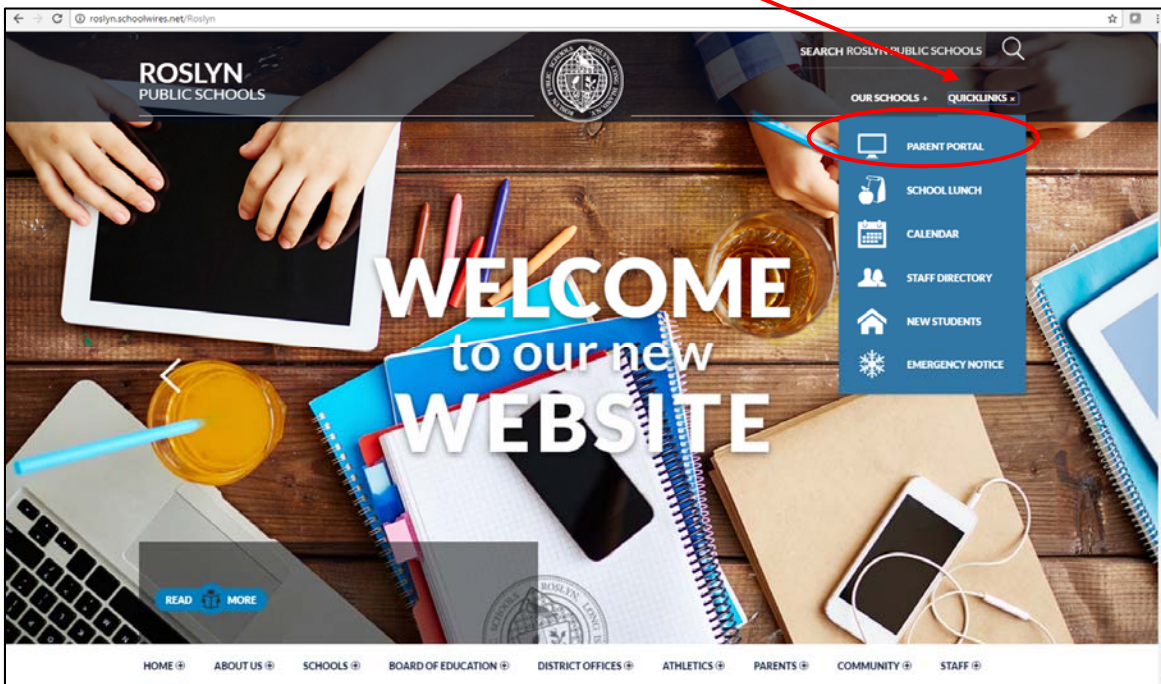 roslyn.schoolwires.net/Roslyn
ROSLYN
PUBLIC SCHOOLS
SEARCH ROSLYN PUBLIC SCHOOLS
OUR SCHOOLS +
QUICKLINKS ×
PARENT PORTAL
SCHOOL LUNCH
CALENDAR
STAFF DIRECTORY
NEW STUDENTS
EMERGENCY NOTICE
WELCOME
to our new
WEBSITE
READ MORE
HOME
ABOUT US
SCHOOLS
BOARD OF EDUCATION
DISTRICT OFFICES
ATHLETICS
PARENTS
COMMUNITY
STAFF